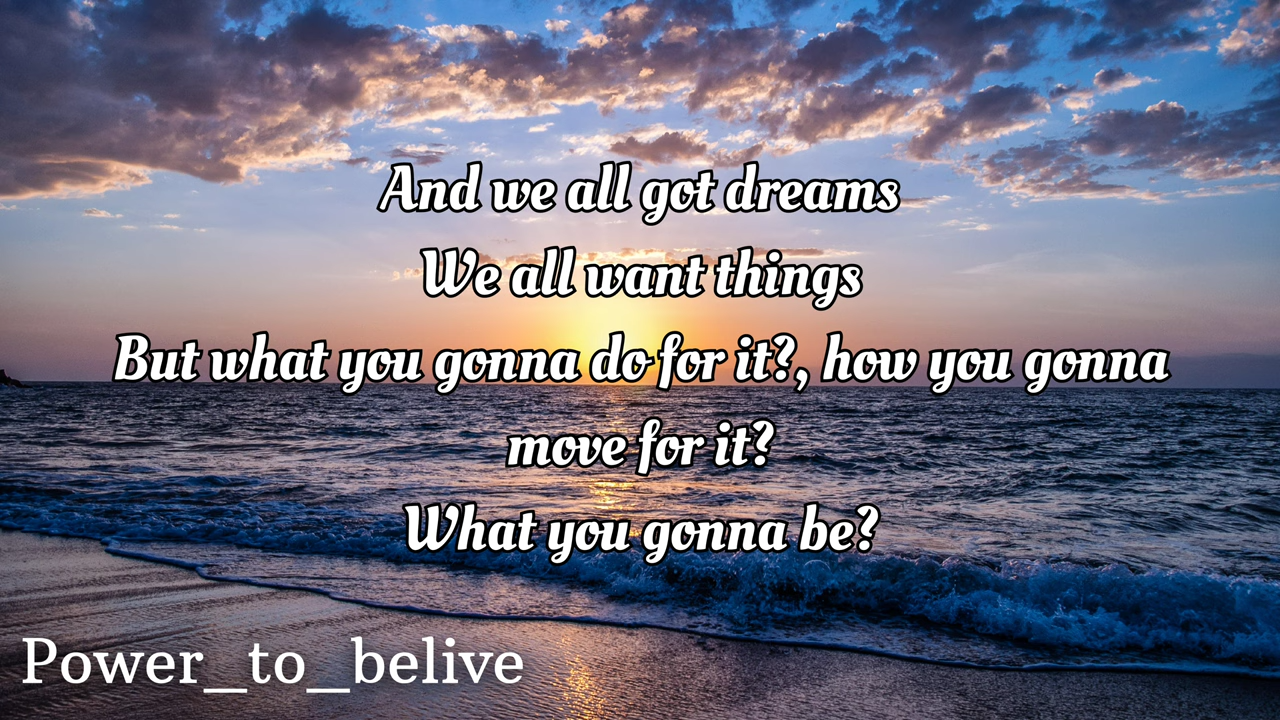 And we all got dreams
We all want things
But what you gonna do for it?, how you gonna
move for it?
What you gonna be?
Power_to_belive